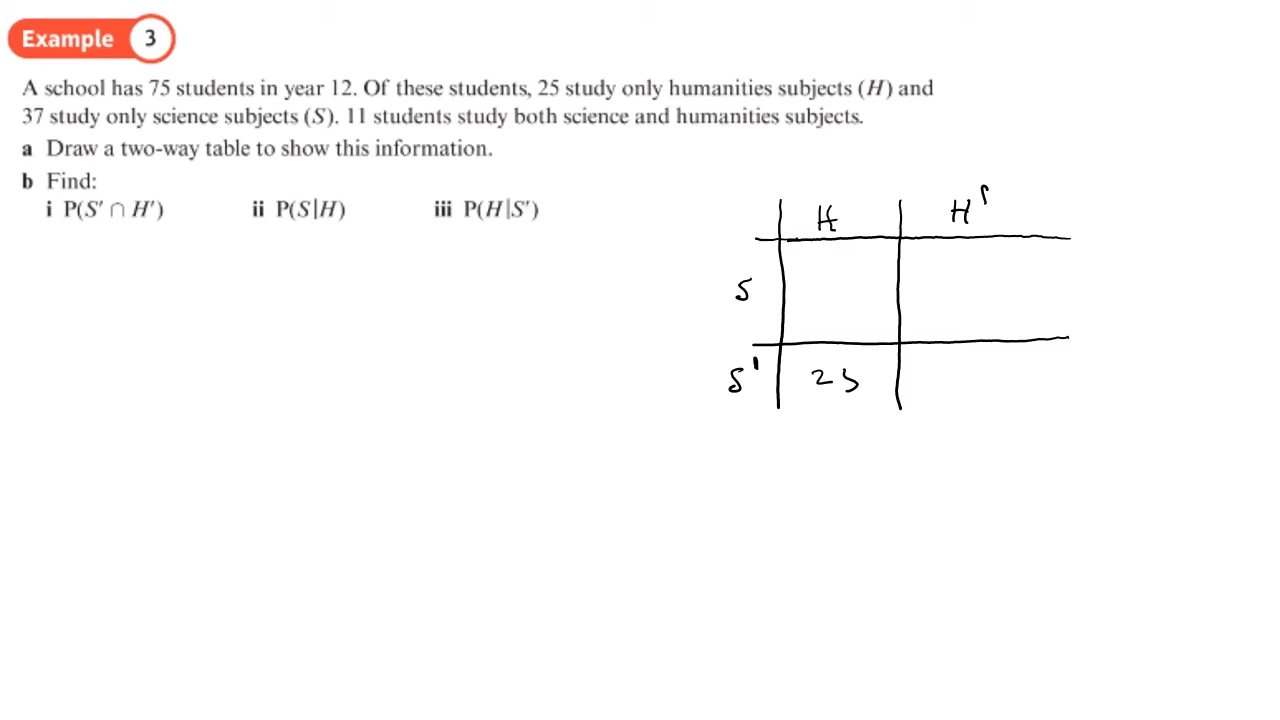 Example 3
A school has 75 students in year 12. Of these students, 25 study only humanities subjects (H) and
37 study only science subjects (S). 11 students study both science and humanities subjects.
a Draw a two-way table to show this information.
b Find:
i P(S′ ∩ H′) ii P(S|H) iii P(H|S′)
H H'
S
S' 25